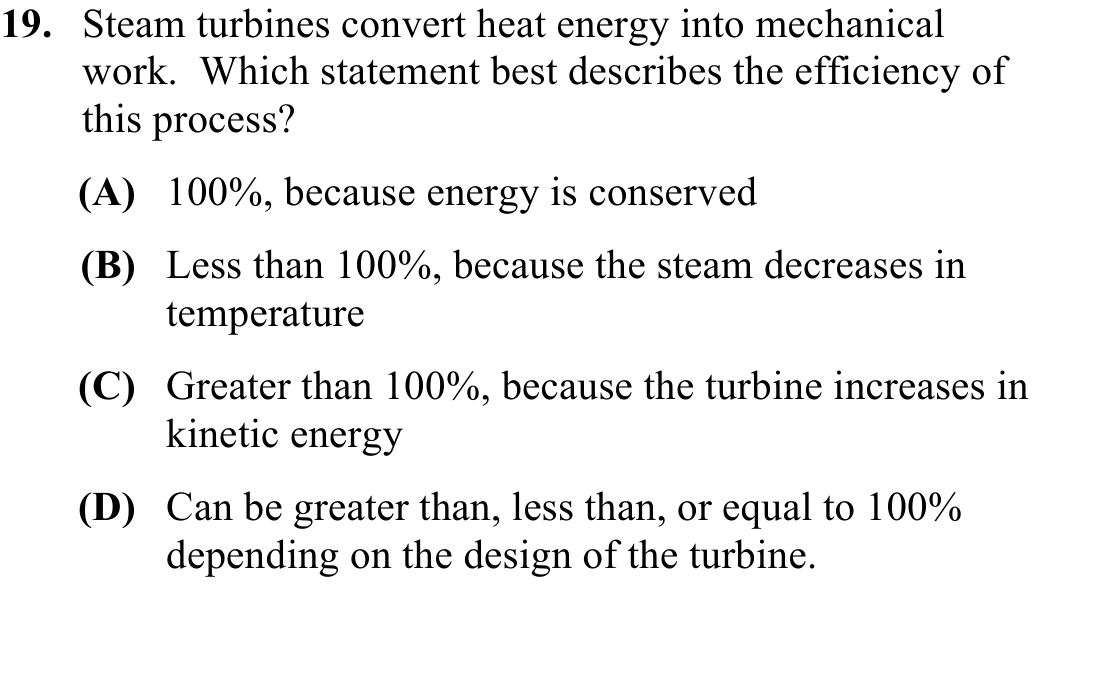 19. Steam turbines convert heat energy into mechanical
work. Which statement best describes the efficiency of
this process?
(A) 100%, because energy is conserved
(B) Less than 100%, because the steam decreases in
temperature
(C) Greater than 100%, because the turbine increases in
kinetic energy
(D) Can be greater than, less than, or equal to 100%
depending on the design of the turbine.